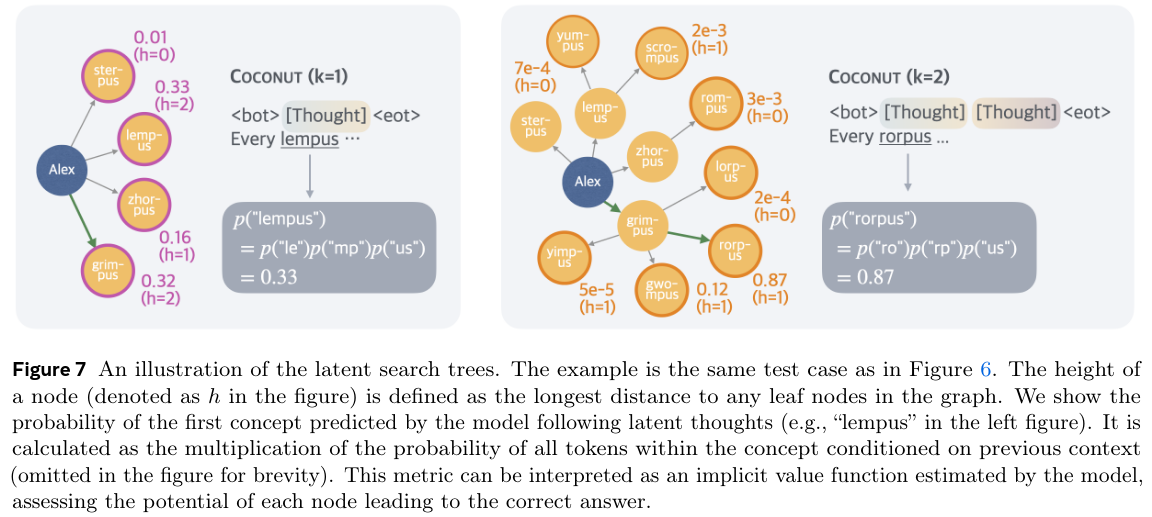 0.01
(h=0)
ster-
pus
0.33
(h=2)
lemp-
us
Alex
zhor-
pus
0.16
(h=1)
grim-
pus
0.32
(h=2)
COCONUT (k=1)
<bot> [Thought] <eot>
Every lempus ···
p("lempus")
= p("le")p("mp")p("us")
= 0.33
yum-
pus
scro-
mpus
2e-3
(h=1)
7e-4
(h=0)
ster-
pus
lemp-
us
rom-
pus
3e-3
(h=0)
zhor-
pus
Alex
lorp-
us
2e-4
(h=0)
grim-
pus
yimp-
us
5e-5
(h=1)
gwo-
mpus
0.12
(h=1)
rorp-
us
0.87
(h=1)
COCONUT (k=2)
<bot> [Thought] [Thought] <eot>
Every rorpus ...
p("rorpus")
= p("ro")p("rp")p("us")
= 0.87
Figure 7 An illustration of the latent search trees. The example is the same test case as in Figure 6. The height of
a node (denoted as h in the figure) is defined as the longest distance to any leaf nodes in the graph. We show the
probability of the first concept predicted by the model following latent thoughts (e.g., “lempus” in the left figure). It is
calculated as the multiplication of the probability of all tokens within the concept conditioned on previous context
(omitted in the figure for brevity). This metric can be interpreted as an implicit value function estimated by the model,
assessing the potential of each node leading to the correct answer.